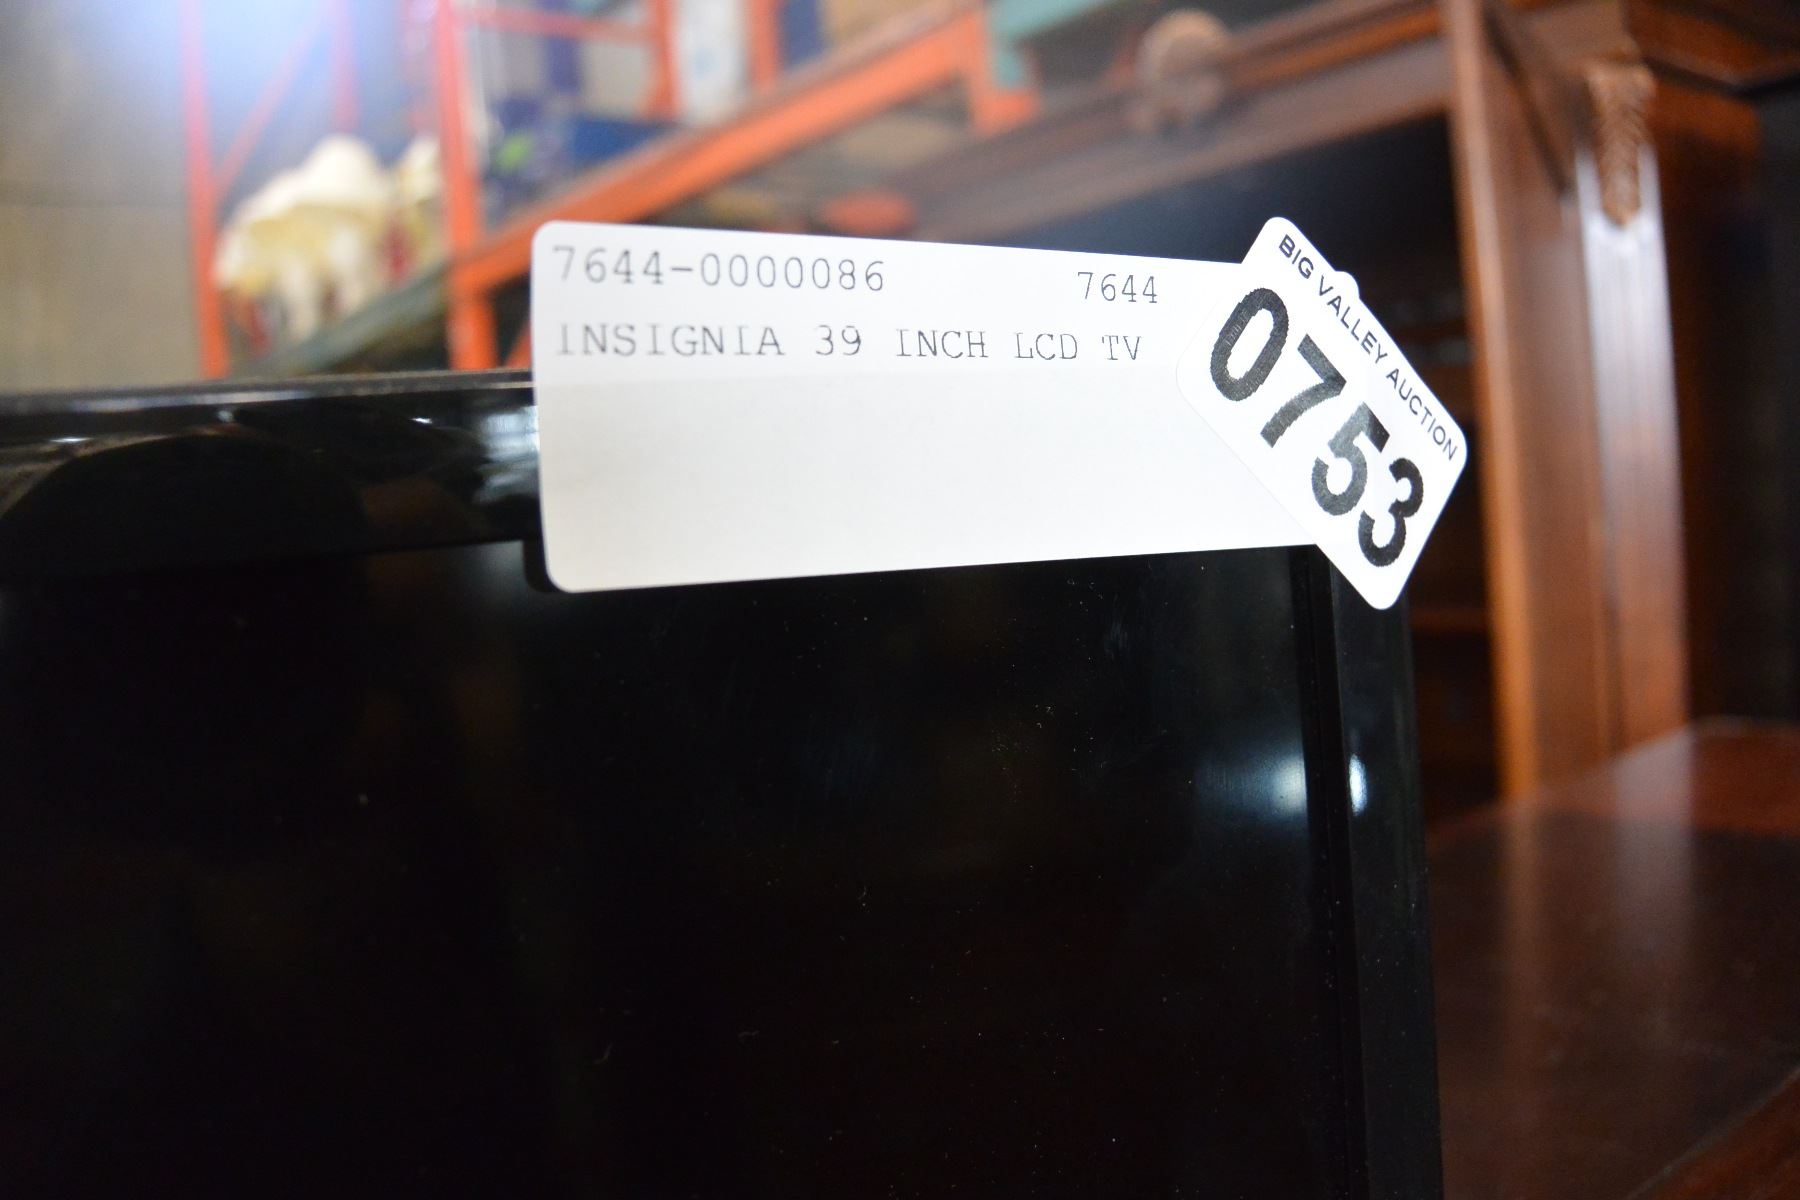 7644-0000086 7644
INSIGNIA 39 INCH LCD TV
BIG VALLEY AUCTION
0753